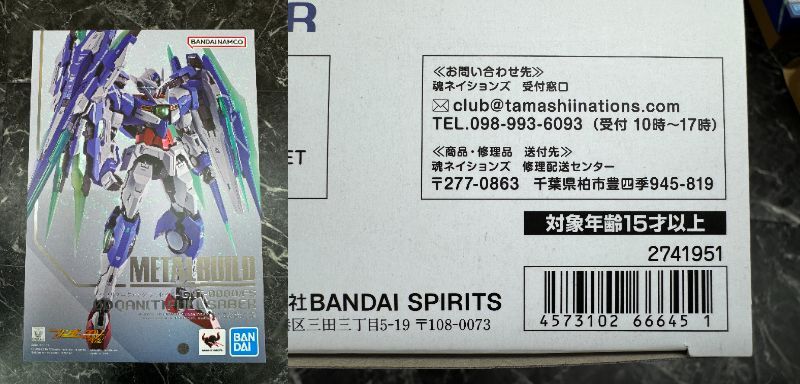 BANDAI NAMCO
METAL BUILD
BAN
DAI
R
ET
≪お問い合わせ先≫
魂ネイションズ 受付窓口
✉club@tamashiinations.com
TEL.098-993-6093 (受付 10時～17時)
≪商品・修理品 送付先≫
魂ネイションズ 修理配送センター
〒277-0863 千葉県柏市豊四季945-819
対象年齢15才以上
2741951
社BANDAI SPIRITS
区三田三丁目5-19 〒108-0073
4573102 666451